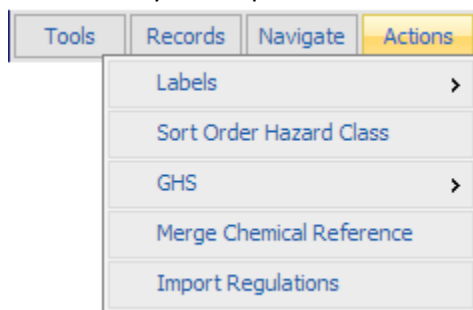 Tools Records Navigate Actions
Labels
Sort Order Hazard Class
GHS
Merge Chemical Reference
Import Regulations